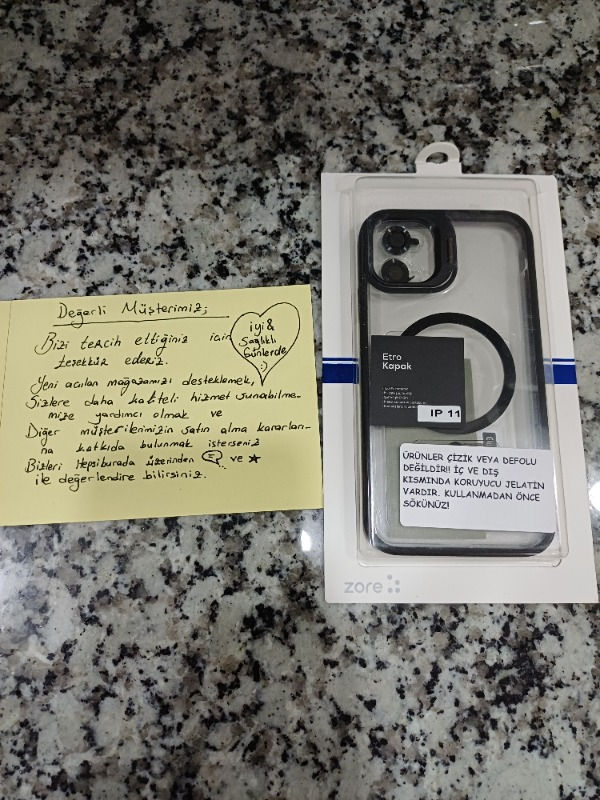 Değerli Müşterimiz;
Bizi tercih ettiğiniz için
teşekkür ederiz.
iyi &
Sağlıklı
Günlerde
:)
Yeni açılan mağazamızı desteklemek,
Sizlere daha kaliteli hizmet sunabilme-
mize yardımcı olmak ve
Diğer müşterilerimizin satın alma kararları-
na katkıda bulunmak isterseniz
Bizleri Hepsiburada üzerinden ve ★
ile değerlendire bilirsiniz.
Etro
Kapak
IP 11
ÜRÜNLER ÇİZİK VEYA DEFOLU
DEĞİLDİR!! İÇ VE DIŞ
KISMINDA KORUYUCU JELATİN
VARDIR. KULLANMADAN ÖNCE
SÖKÜNÜZ!
zore